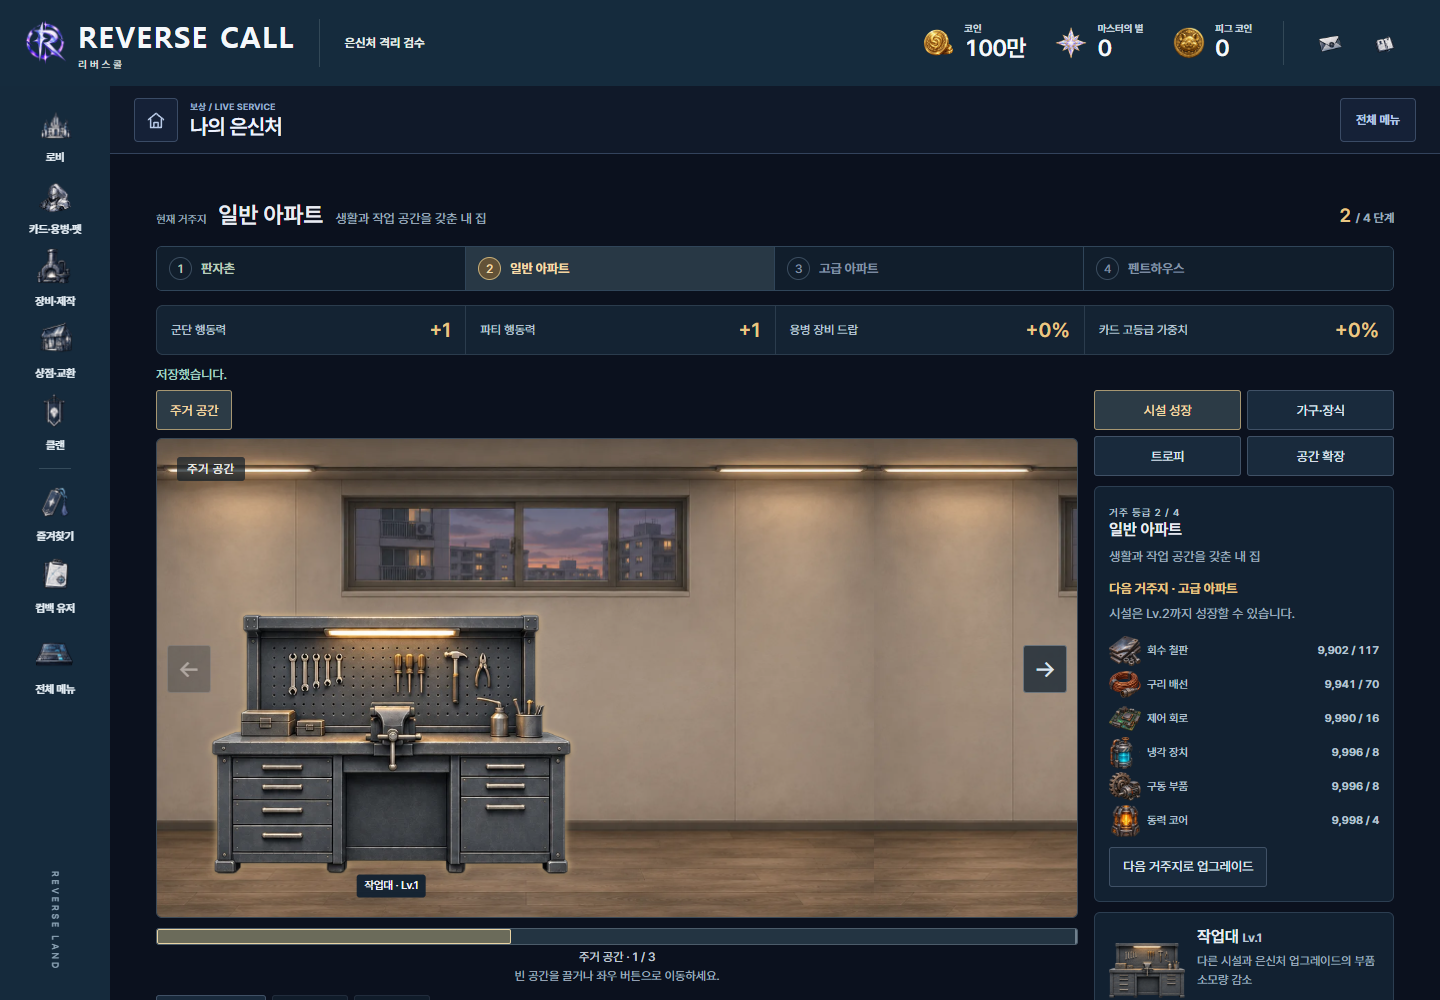 REVERSE CALL
리버스콜
은신처 격리 검수
코인
100만
마스터의 별
0
피그 코인
0
로비
카드·용병·펫
장비·제작
상점·교환
클랜
즐겨찾기
컴백 유저
전체 메뉴
REVERSE LAND
보상 / LIVE SERVICE
나의 은신처
전체 메뉴
현재 거주지 일반 아파트 생활과 작업 공간을 갖춘 내 집
2 / 4 단계
1 판자촌
2 일반 아파트
3 고급 아파트
4 펜트하우스
군단 행동력 +1
파티 행동력 +1
용병 장비 드랍 +0%
카드 고등급 가중치 +0%
저장했습니다.
주거 공간
주거 공간
작업대 · Lv.1
주거 공간 · 1 / 3
빈 공간을 끌거나 좌우 버튼으로 이동하세요.
시설 성장
가구·장식
트로피
공간 확장
거주 등급 2 / 4
일반 아파트
생활과 작업 공간을 갖춘 내 집
다음 거주지 · 고급 아파트
시설은 Lv.2까지 성장할 수 있습니다.
회수 철판 9,902 / 117
구리 배선 9,941 / 70
제어 회로 9,990 / 16
냉각 장치 9,996 / 8
구동 부품 9,996 / 8
동력 코어 9,998 / 4
다음 거주지로 업그레이드
작업대 Lv.1
다른 시설과 은신처 업그레이드의 부품
소모량 감소